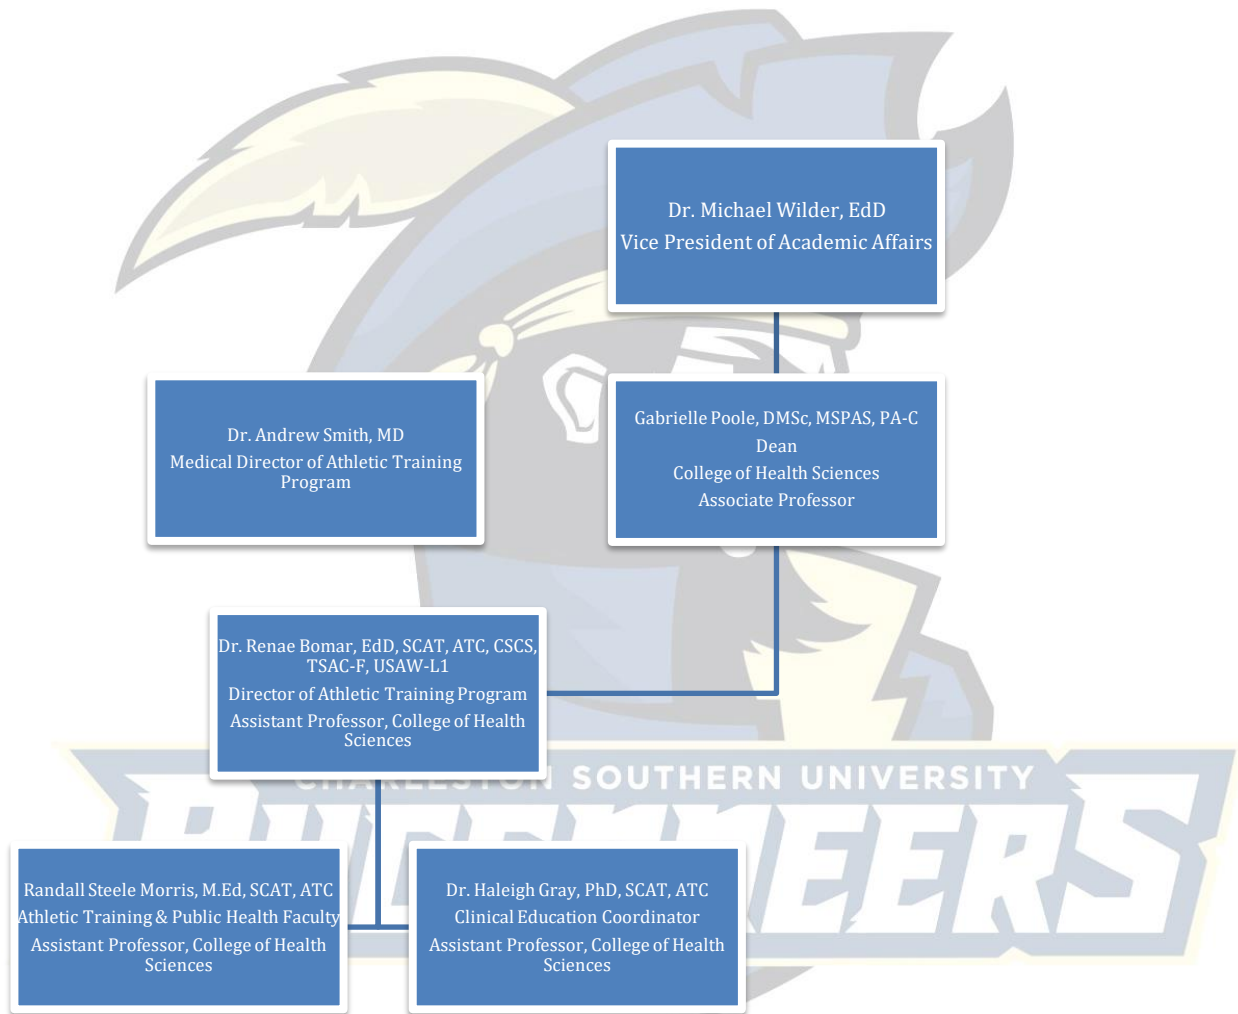 Dr. Michael Wilder, EdD
Vice President of Academic Affairs
Dr. Andrew Smith, MD
Medical Director of Athletic Training
Program
Gabrielle Poole, DMSc, MSPAS, PA-C
Dean
College of Health Sciences
Associate Professor
Dr. Renae Bomar, EdD, SCAT, ATC, CSCS,
TSAC-F, USAW-L1
Director of Athletic Training Program
Assistant Professor, College of Health
Sciences
CHARLESTON SOUTHERN UNIVERSITY
BUCCANEERS
Randall Steele Morris, M.Ed, SCAT, ATC
Athletic Training & Public Health Faculty
Assistant Professor, College of Health
Sciences
Dr. Haleigh Gray, PhD, SCAT, ATC
Clinical Education Coordinator
Assistant Professor, College of Health
Sciences